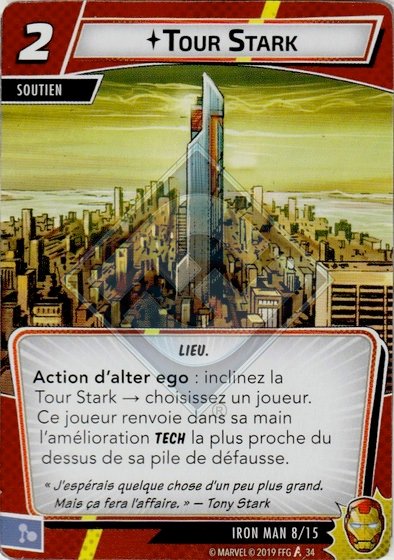 2
✦TOUR STARK
SOUTIEN
LIEU.
Action d'alter ego : inclinez la
Tour Stark → choisissez un joueur.
Ce joueur renvoie dans sa main
l'amélioration TECH la plus proche du
dessus de sa pile de défausse.
« J'espérais quelque chose d'un peu plus grand.
Mais ça fera l'affaire. » — Tony Stark
IRON MAN 8/15
© MARVEL © 2019 FFG 34
®